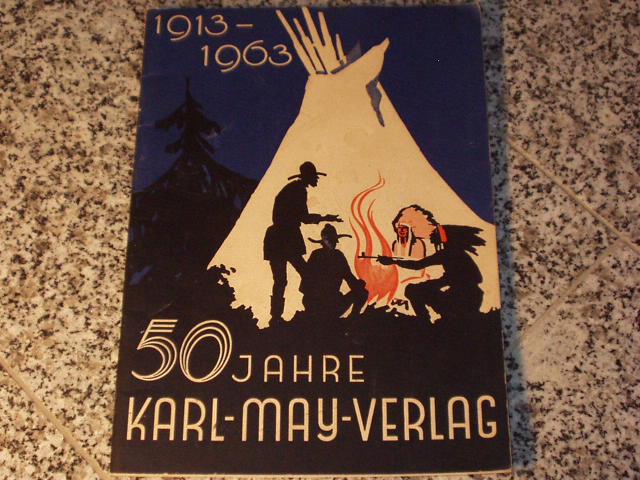 1913-
1963
50 JAHRE
KARL-MAY-VERLAG